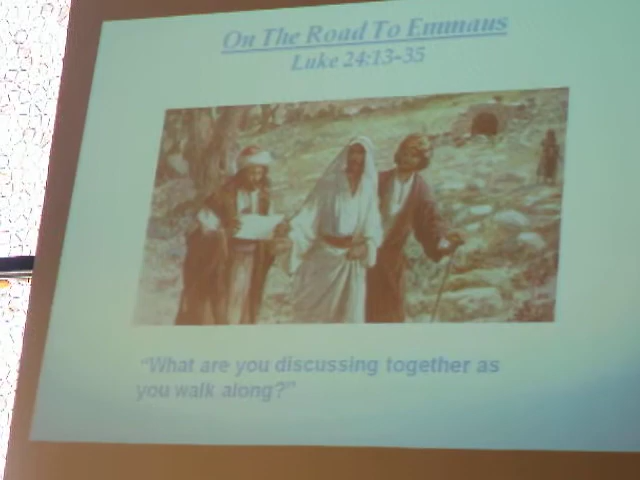 On The Road To Emmaus
Luke 24:13-35
"What are you discussing together as
you walk along?"